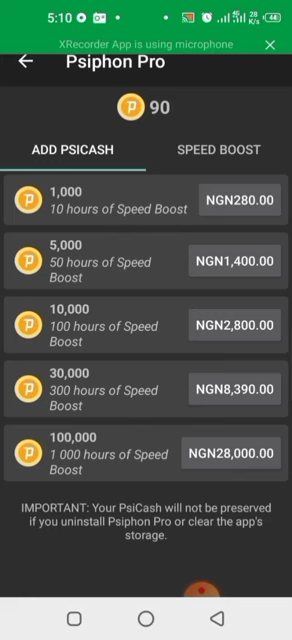 5:10
4G
28
K/s
44
XRecorder App is using microphone
Psiphon Pro
90
ADD PSICASH
SPEED BOOST
1,000
10 hours of Speed Boost
NGN280.00
5,000
50 hours of Speed
Boost
NGN1,400.00
10,000
100 hours of Speed
Boost
NGN2,800.00
30,000
300 hours of Speed
Boost
NGN8,390.00
100,000
1 000 hours of Speed
Boost
NGN28,000.00
IMPORTANT: Your PsiCash will not be preserved
if you uninstall Psiphon Pro or clear the app's
storage.